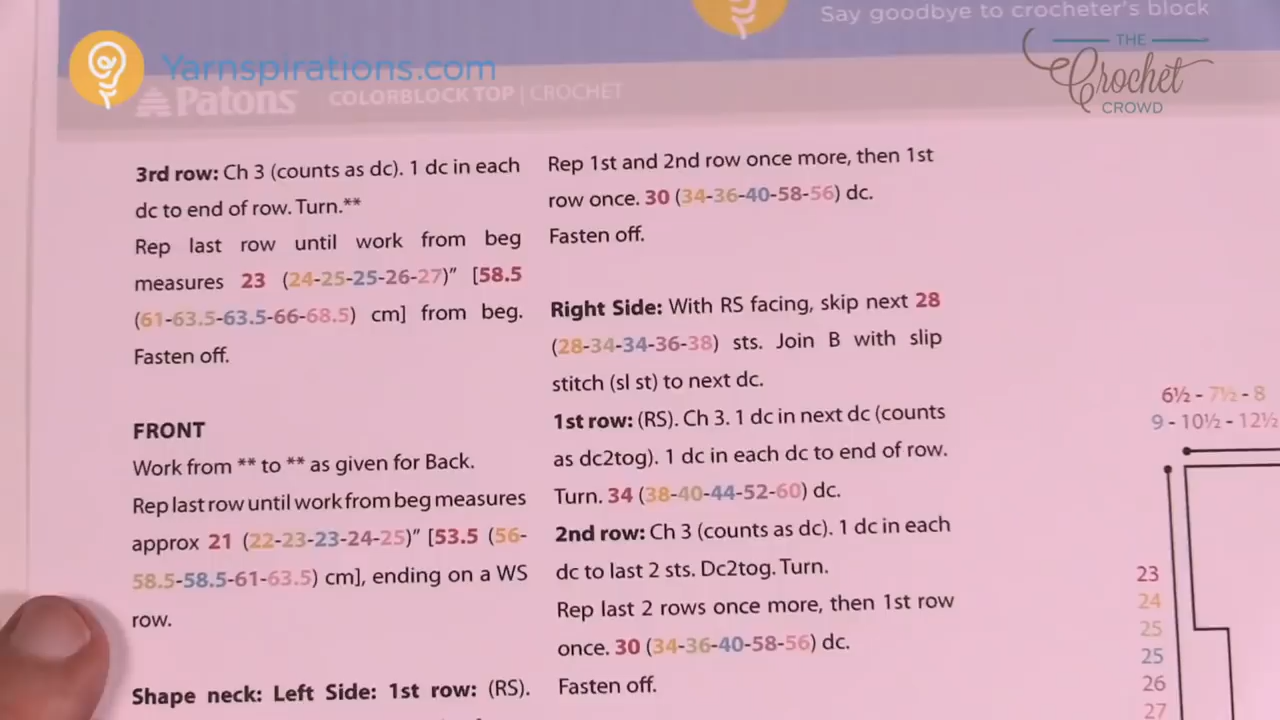 Say goodbye to crocheter's block
Yarnspirations.com
THE
Crochet
CROWD
Patons COLORBLOCK TOP | CROCHET
3rd row: Ch 3 (counts as dc). 1 dc in each
dc to end of row. Turn.**
Rep last row until work from beg
measures 23 (24-25-25-26-27)" [58.5
(61-63.5-63.5-66-68.5) cm] from beg.
Fasten off.
FRONT
Work from ** to ** as given for Back.
Rep last row until work from beg measures
approx 21 (22-23-23-24-25)" [53.5 (56-
58.5-58.5-61-63.5) cm], ending on a WS
row.
Shape neck: Left Side: 1st row: (RS).
Rep 1st and 2nd row once more, then 1st
row once. 30 (34-36-40-58-56) dc.
Fasten off.
Right Side: With RS facing, skip next 28
(28-34-34-36-38) sts. Join B with slip
stitch (sl st) to next dc.
1st row: (RS). Ch 3. 1 dc in next dc (counts
as dc2tog). 1 dc in each dc to end of row.
Turn. 34 (38-40-44-52-60) dc.
2nd row: Ch 3 (counts as dc). 1 dc in each
dc to last 2 sts. Dc2tog. Turn.
Rep last 2 rows once more, then 1st row
once. 30 (34-36-40-58-56) dc.
Fasten off.
6½ - 7½ - 8
9 - 10½ - 12½
23
24
25
25
26
27